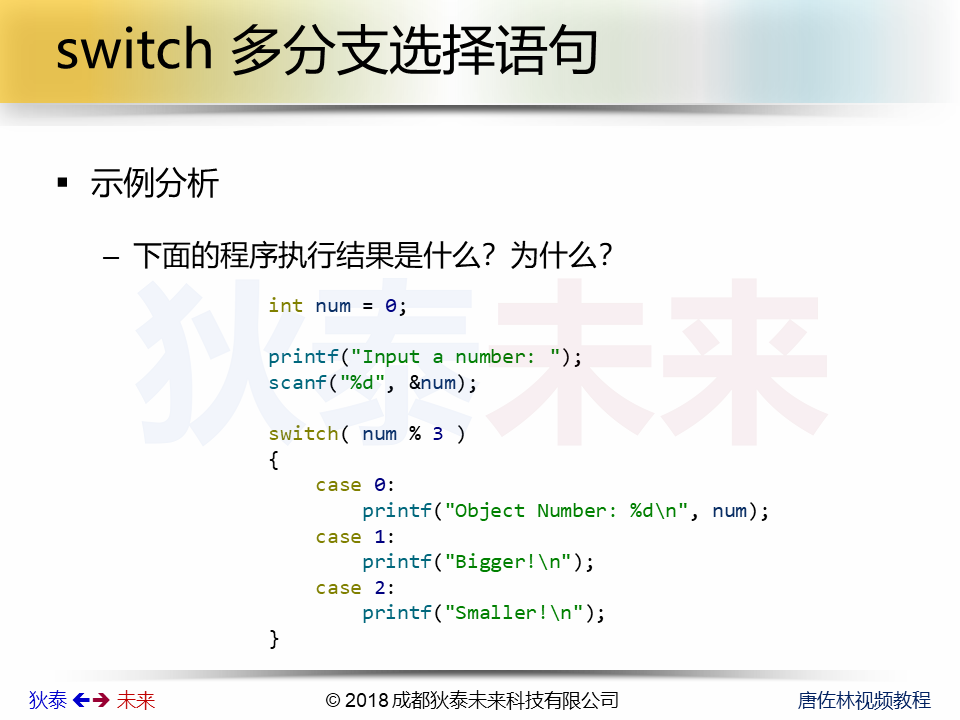 switch 多分支选择语句
▪ 示例分析
– 下面的程序执行结果是什么？为什么？
int num = 0;
printf("Input a number: ");
scanf("%d", &num);
switch( num % 3 )
{
    case 0:
        printf("Object Number: %d\n", num);
    case 1:
        printf("Bigger!\n");
    case 2:
        printf("Smaller!\n");
}
狄泰未来
狄泰 未来
© 2018 成都狄泰未来科技有限公司
唐佐林视频教程